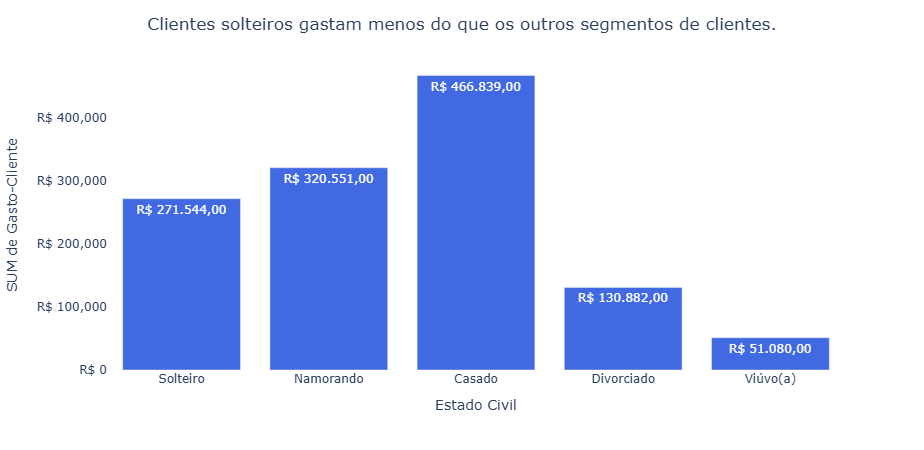 Clientes solteiros gastam menos do que os outros segmentos de clientes.
SUM de Gasto-Cliente
R$ 400,000
R$ 300,000
R$ 200,000
R$ 100,000
R$ 0
R$ 271.544,00
R$ 320.551,00
R$ 466.839,00
R$ 130.882,00
R$ 51.080,00
Solteiro
Namorando
Casado
Divorciado
Viúvo(a)
Estado Civil